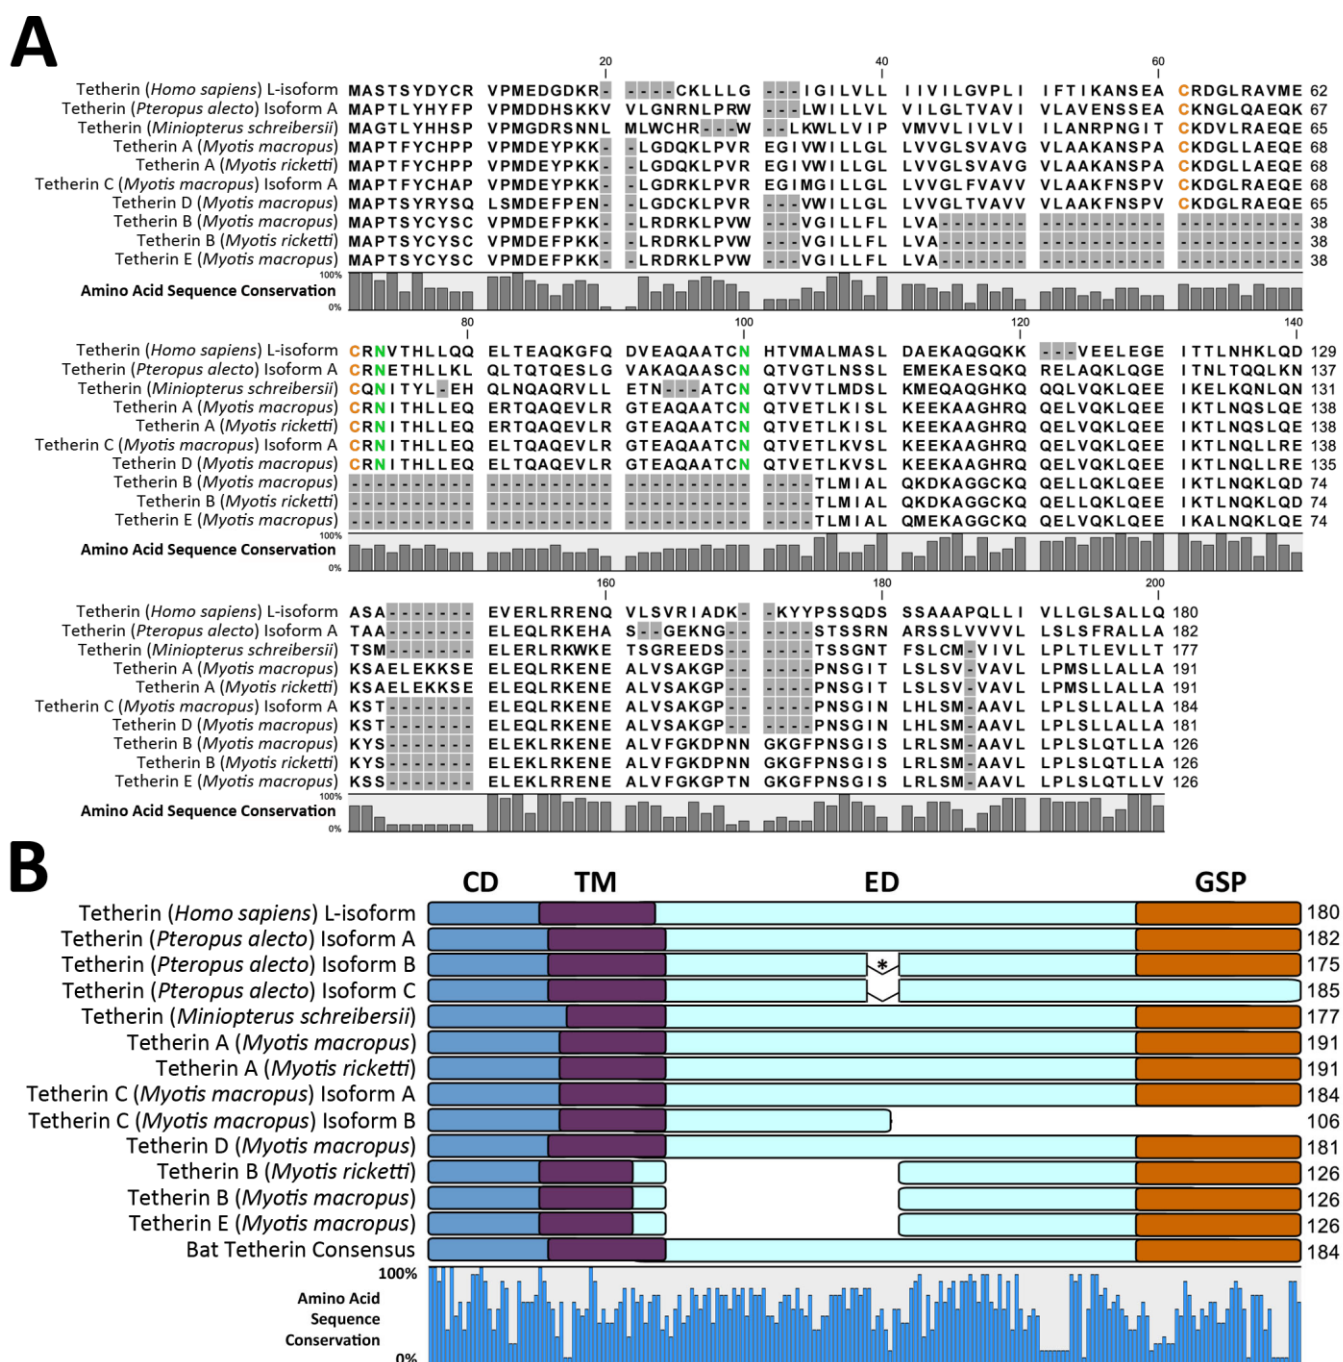 A
20 40 60
Tetherin (Homo sapiens) L-isoform MASTSYDYCR VPMEDGDKR- ----CKLLLG ---IGILVLL IIVILGVPLI IFTIKANSEA CRDGLRAVME 62
Tetherin (Pteropus alecto) Isoform A MAPTLYHYFP VPMDDHSKKV VLGNRNLPRW ---LWILLVL VILGLTVAVI VLAVENSSEA CKNGLQAEQK 67
Tetherin (Miniopterus schreibersii) MAGTLYHHSP VPMGDRSNNL MLWCHR---W --LKWLLVIP VMVVLIVLVI ILANRPNGIT CKDVLRAEQE 65
Tetherin A (Myotis macropus) MAPTFYCHPP VPMDEYPKK- -LGDQKLPVR EGIVWILLGL LVVGLSVAVG VLAAKANSPA CKDGLLAEQE 68
Tetherin A (Myotis ricketti) MAPTFYCHPP VPMDEYPKK- -LGDQKLPVR EGIVWILLGL LVVGLSVAVG VLAAKANSPA CKDGLLAEQE 68
Tetherin C (Myotis macropus) Isoform A MAPTFYCHAP VPMDEYPKK- -LGDRKLPVR EGIMGILLGL LVVGLFVAVV VLAAKFNSPV CKDGLRAEQE 68
Tetherin D (Myotis macropus) MAPTSYRYSQ LSMDEFPEN- -LGDCKLPVR ---VWILLGL LVVGLTVAVV VLAAKFNSPV CKDGLRAEQE 65
Tetherin B (Myotis macropus) MAPTSYCYSC VPMDEFPKK- -LRDRKLPVW ---VGILLFL LVA------- ---------- ---------- 38
Tetherin B (Myotis ricketti) MAPTSYCYSC VPMDEFPKK- -LRDRKLPVW ---VGILLFL LVA------- ---------- ---------- 38
Tetherin E (Myotis macropus) MAPTSYCYSC VPMDEFPKK- -LRDRKLPVW ---VGILLFL LVA------- ---------- ---------- 38
100%
Amino Acid Sequence Conservation
0%
80 100 120 140
Tetherin (Homo sapiens) L-isoform CRNVTHLLQQ ELTEAQKGFQ DVEAQAATCN HTVMALMASL DAEKAQGQKK ---VEELEGE ITTLNHKLQD 129
Tetherin (Pteropus alecto) Isoform A CRNETHLLKL QLTQTQESLG VAKAQAASCN QTVGTLNSSL EMEKAESQKQ RELAQKLQGE ITNLTQQLKN 137
Tetherin (Miniopterus schreibersii) CQNITYL-EH QLNQAQRVLL ETN---ATCN QTVVTLMDSL KMEQAQGHKQ QQLVQKLQGE IKELKQNLQN 131
Tetherin A (Myotis macropus) CRNITHLLEQ ERTQAQEVLR GTEAQAATCN QTVETLKISL KEEKAAGHRQ QELVQKLQEE IKTLNQSLQE 138
Tetherin A (Myotis ricketti) CRNITHLLEQ ERTQAQEVLR GTEAQAATCN QTVETLKISL KEEKAAGHRQ QELVQKLQEE IKTLNQSLQE 138
Tetherin C (Myotis macropus) Isoform A CRNITHLLEQ ELTQAQEVLR GTEAQAATCN QTVETLKVSL KEEKAAGHRQ QELVQKLQEE IKTLNQLLRE 138
Tetherin D (Myotis macropus) CRNITHLLEQ ELTQAQEVLR GTEAQAATCN QTVETLKVSL KEEKAAGHRQ QELVQKLQEE IKTLNQLLRE 135
Tetherin B (Myotis macropus) ---------- ---------- ---------- ----TLMIAL QKDKAGGCKQ QELLQKLQEE IKTLNQKLQD 74
Tetherin B (Myotis ricketti) ---------- ---------- ---------- ----TLMIAL QKDKAGGCKQ QELLQKLQEE IKTLNQKLQD 74
Tetherin E (Myotis macropus) ---------- ---------- ---------- ----TLMIAL QMEKAGGCKQ QELVQKLQEE IKALNQKLQE 74
100%
Amino Acid Sequence Conservation
0%
160 180 200
Tetherin (Homo sapiens) L-isoform ASA------- EVERLRRENQ VLSVRIADK- -KYYPSSQDS SSAAAPQLLI VLLGLSALLQ 180
Tetherin (Pteropus alecto) Isoform A TAA------- ELEQLRKEHA S--GEKNG-- ----STSSRN ARSSLVVVVL LSLSFRALLA 182
Tetherin (Miniopterus schreibersii) TSM------- ELERLRKWKE TSGREEDS-- ----TSSGNT FSLCM-VIVL LPLTLEVLLT 177
Tetherin A (Myotis macropus) KSAELEKKSE ELEQLRKENE ALVSAKGP-- ----PNSGIT LSLSV-VAVL LPMSLLALLA 191
Tetherin A (Myotis ricketti) KSAELEKKSE ELEQLRKENE ALVSAKGP-- ----PNSGIT LSLSV-VAVL LPMSLLALLA 191
Tetherin C (Myotis macropus) Isoform A KST------- ELEQLRKENE ALVSAKGP-- ----PNSGIN LHLSM-AAVL LPLSLLALLA 184
Tetherin D (Myotis macropus) KST------- ELEQLRKENE ALVSAKGP-- ----PNSGIN LHLSM-AAVL LPLSLLALLA 181
Tetherin B (Myotis macropus) KYS------- ELEKLRKENE ALVFGKDPNN GKGFPNSGIS LRLSM-AAVL LPLSLQTLLA 126
Tetherin B (Myotis ricketti) KYS------- ELEKLRKENE ALVFGKDPNN GKGFPNSGIS LRLSM-AAVL LPLSLQTLLA 126
Tetherin E (Myotis macropus) KSS------- ELEKLRRENE ALVFGKGPTN GKGFPNSGIS LRLSM-AAVL LPLSLQTLLV 126
100%
Amino Acid Sequence Conservation
0%
B
CD TM ED GSP
Tetherin (Homo sapiens) L-isoform 180
Tetherin (Pteropus alecto) Isoform A 182
Tetherin (Pteropus alecto) Isoform B * 175
Tetherin (Pteropus alecto) Isoform C 185
Tetherin (Miniopterus schreibersii) 177
Tetherin A (Myotis macropus) 191
Tetherin A (Myotis ricketti) 191
Tetherin C (Myotis macropus) Isoform A 184
Tetherin C (Myotis macropus) Isoform B 106
Tetherin D (Myotis macropus) 181
Tetherin B (Myotis ricketti) 126
Tetherin B (Myotis macropus) 126
Tetherin E (Myotis macropus) 126
Bat Tetherin Consensus 184
100%
Amino Acid
Sequence
Conservation
0%